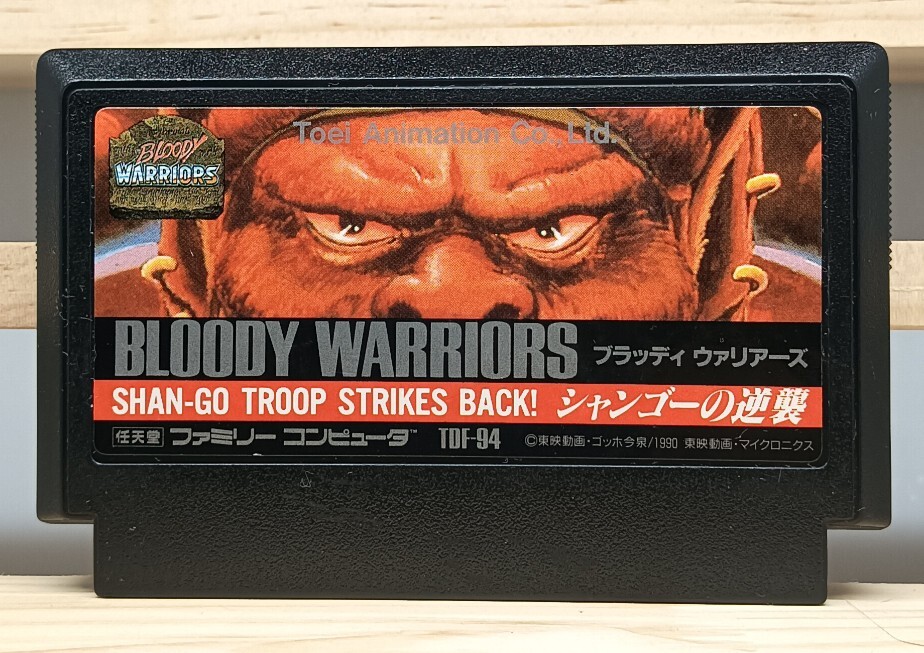 Toei Animation Co., Ltd.
BLOODY
WARRIORS
BLOODY WARRIORS ブラッディ ウァリアーズ
SHAN-GO TROOP STRIKES BACK! シャンゴーの逆襲
任天堂 ファミリー コンピュータ™ TDF-94 ©東映動画・ゴッホ今泉/1990 東映動画・マイクロニクス